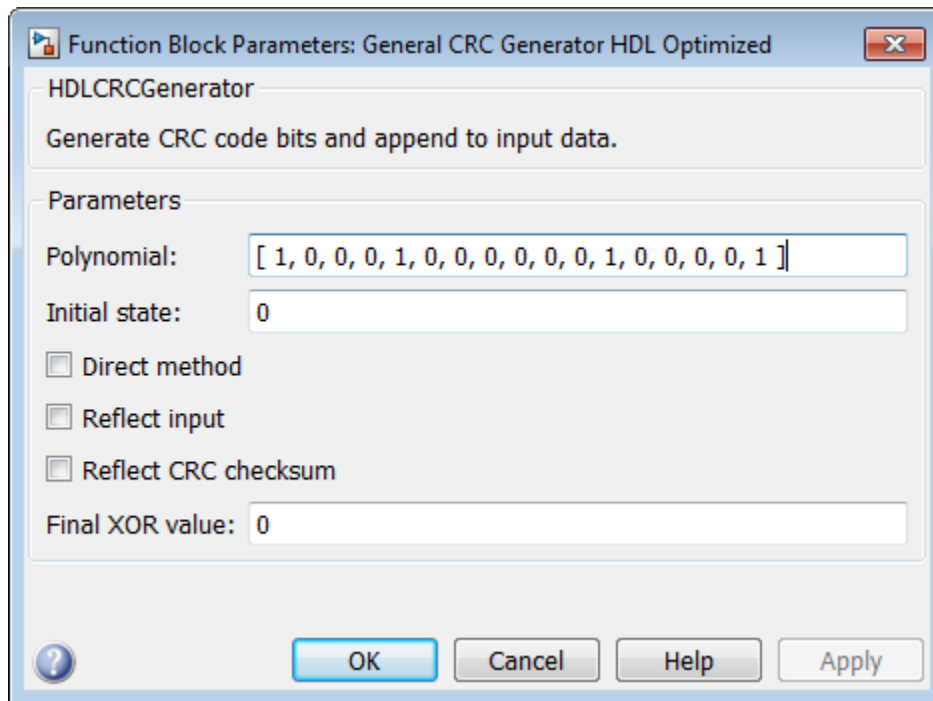 Function Block Parameters: General CRC Generator HDL Optimized
HDLCRCGenerator
Generate CRC code bits and append to input data.
Parameters
Polynomial: [ 1, 0, 0, 0, 1, 0, 0, 0, 0, 0, 0, 1, 0, 0, 0, 0, 1 ]
Initial state: 0
Direct method
Reflect input
Reflect CRC checksum
Final XOR value: 0
? OK Cancel Help Apply